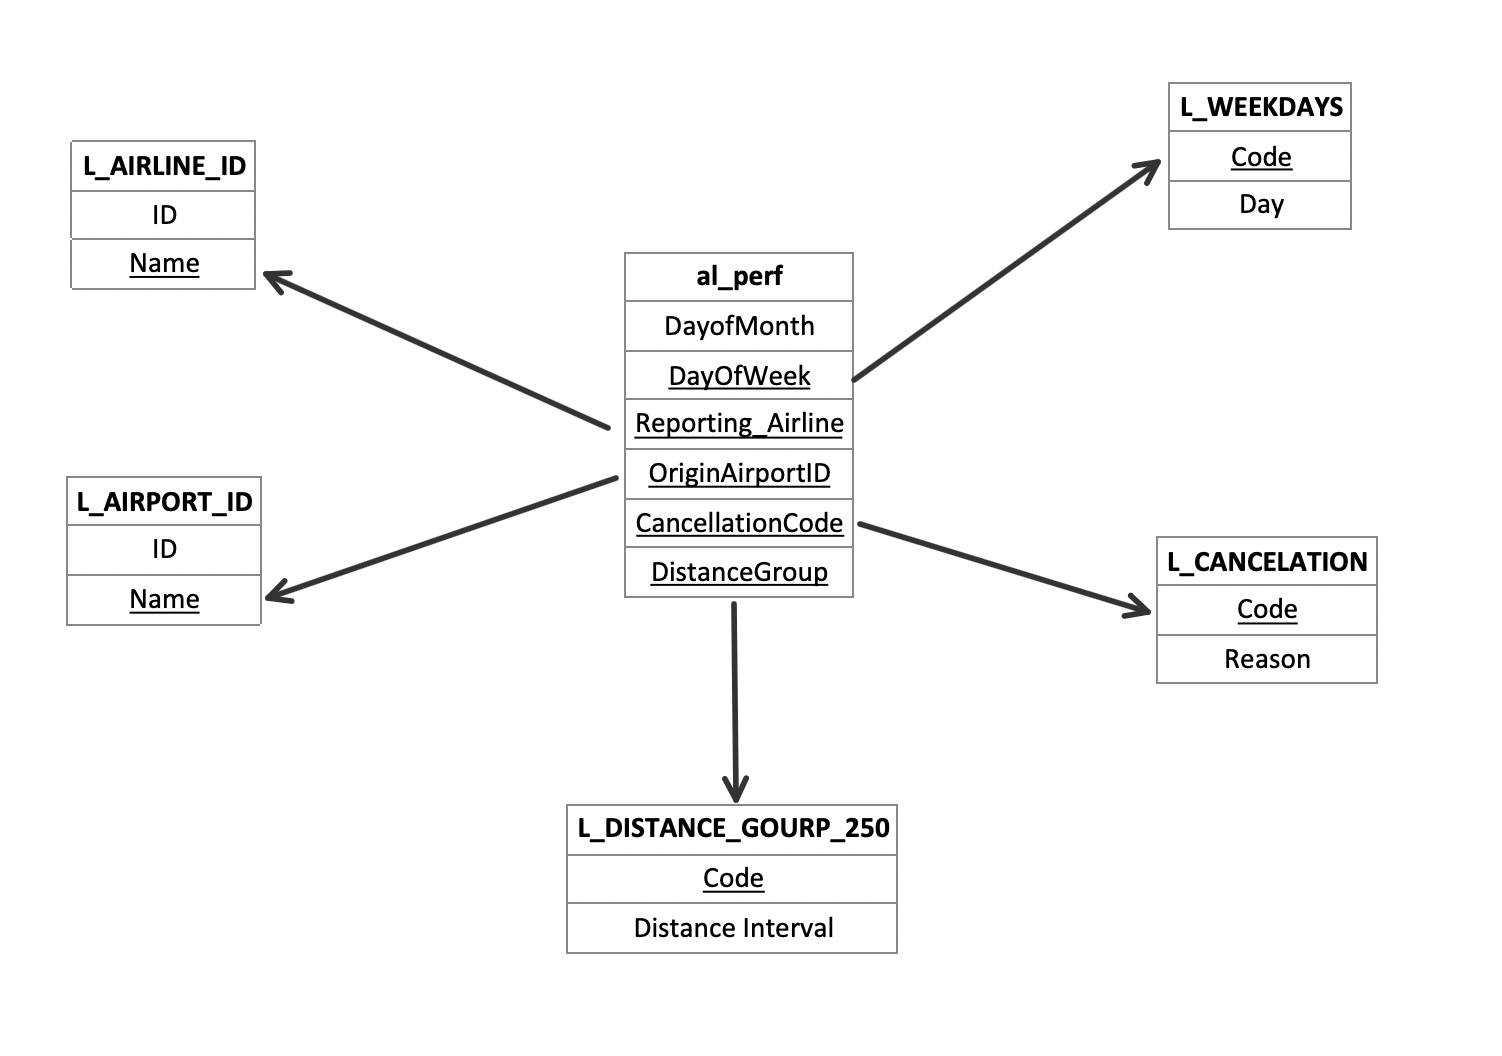 L_AIRLINE_ID
ID
Name
L_AIRPORT_ID
ID
Name
al_perf
DayofMonth
DayOfWeek
Reporting_Airline
OriginAirportID
CancellationCode
DistanceGroup
L_WEEKDAYS
Code
Day
L_CANCELATION
Code
Reason
L_DISTANCE_GOURP_250
Code
Distance Interval